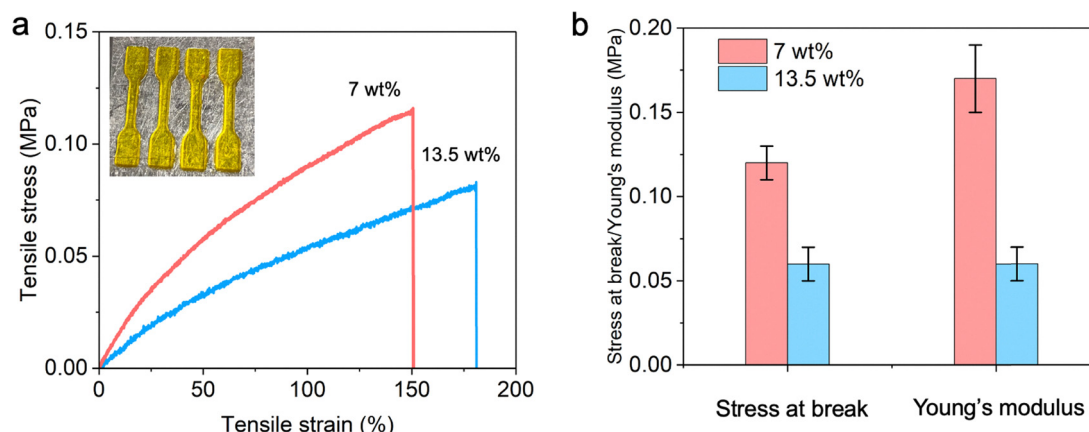 a
0.15
0.10
0.05
0.00
Tensile stress (MPa)
7 wt%
13.5 wt%
0 50 100 150 200
Tensile strain (%)
b
0.20
0.15
0.10
0.05
0.00
Stress at break/Young's modulus (MPa)
7 wt%
13.5 wt%
Stress at break Young's modulus